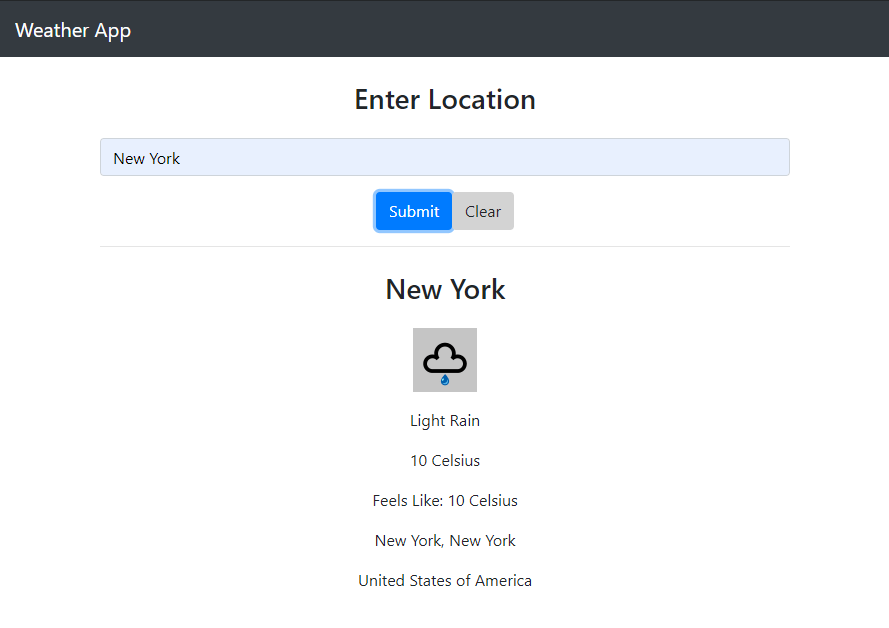 Weather App
Enter Location
New York
Submit Clear
New York
Light Rain
10 Celsius
Feels Like: 10 Celsius
New York, New York
United States of America